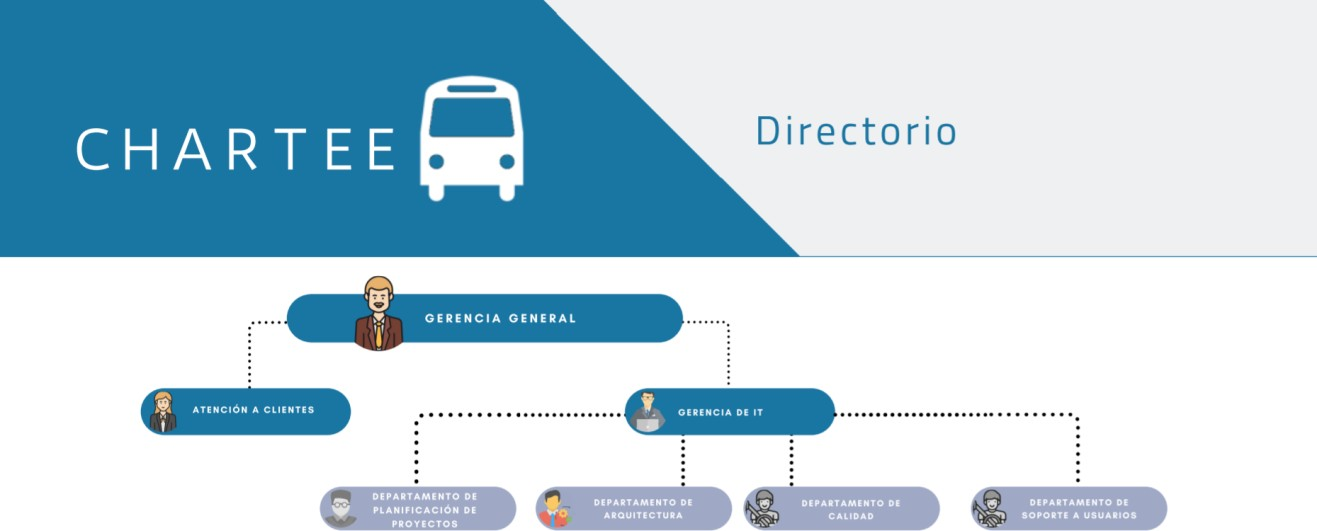 CHARTEE
Directorio
GERENCIA GENERAL
ATENCIÓN A CLIENTES
GERENCIA DE IT
DEPARTAMENTO DE
PLANIFICACIÓN DE
PROYECTOS
DEPARTAMENTO DE
ARQUITECTURA
DEPARTAMENTO DE
CALIDAD
DEPARTAMENTO DE
SOPORTE A USUARIOS